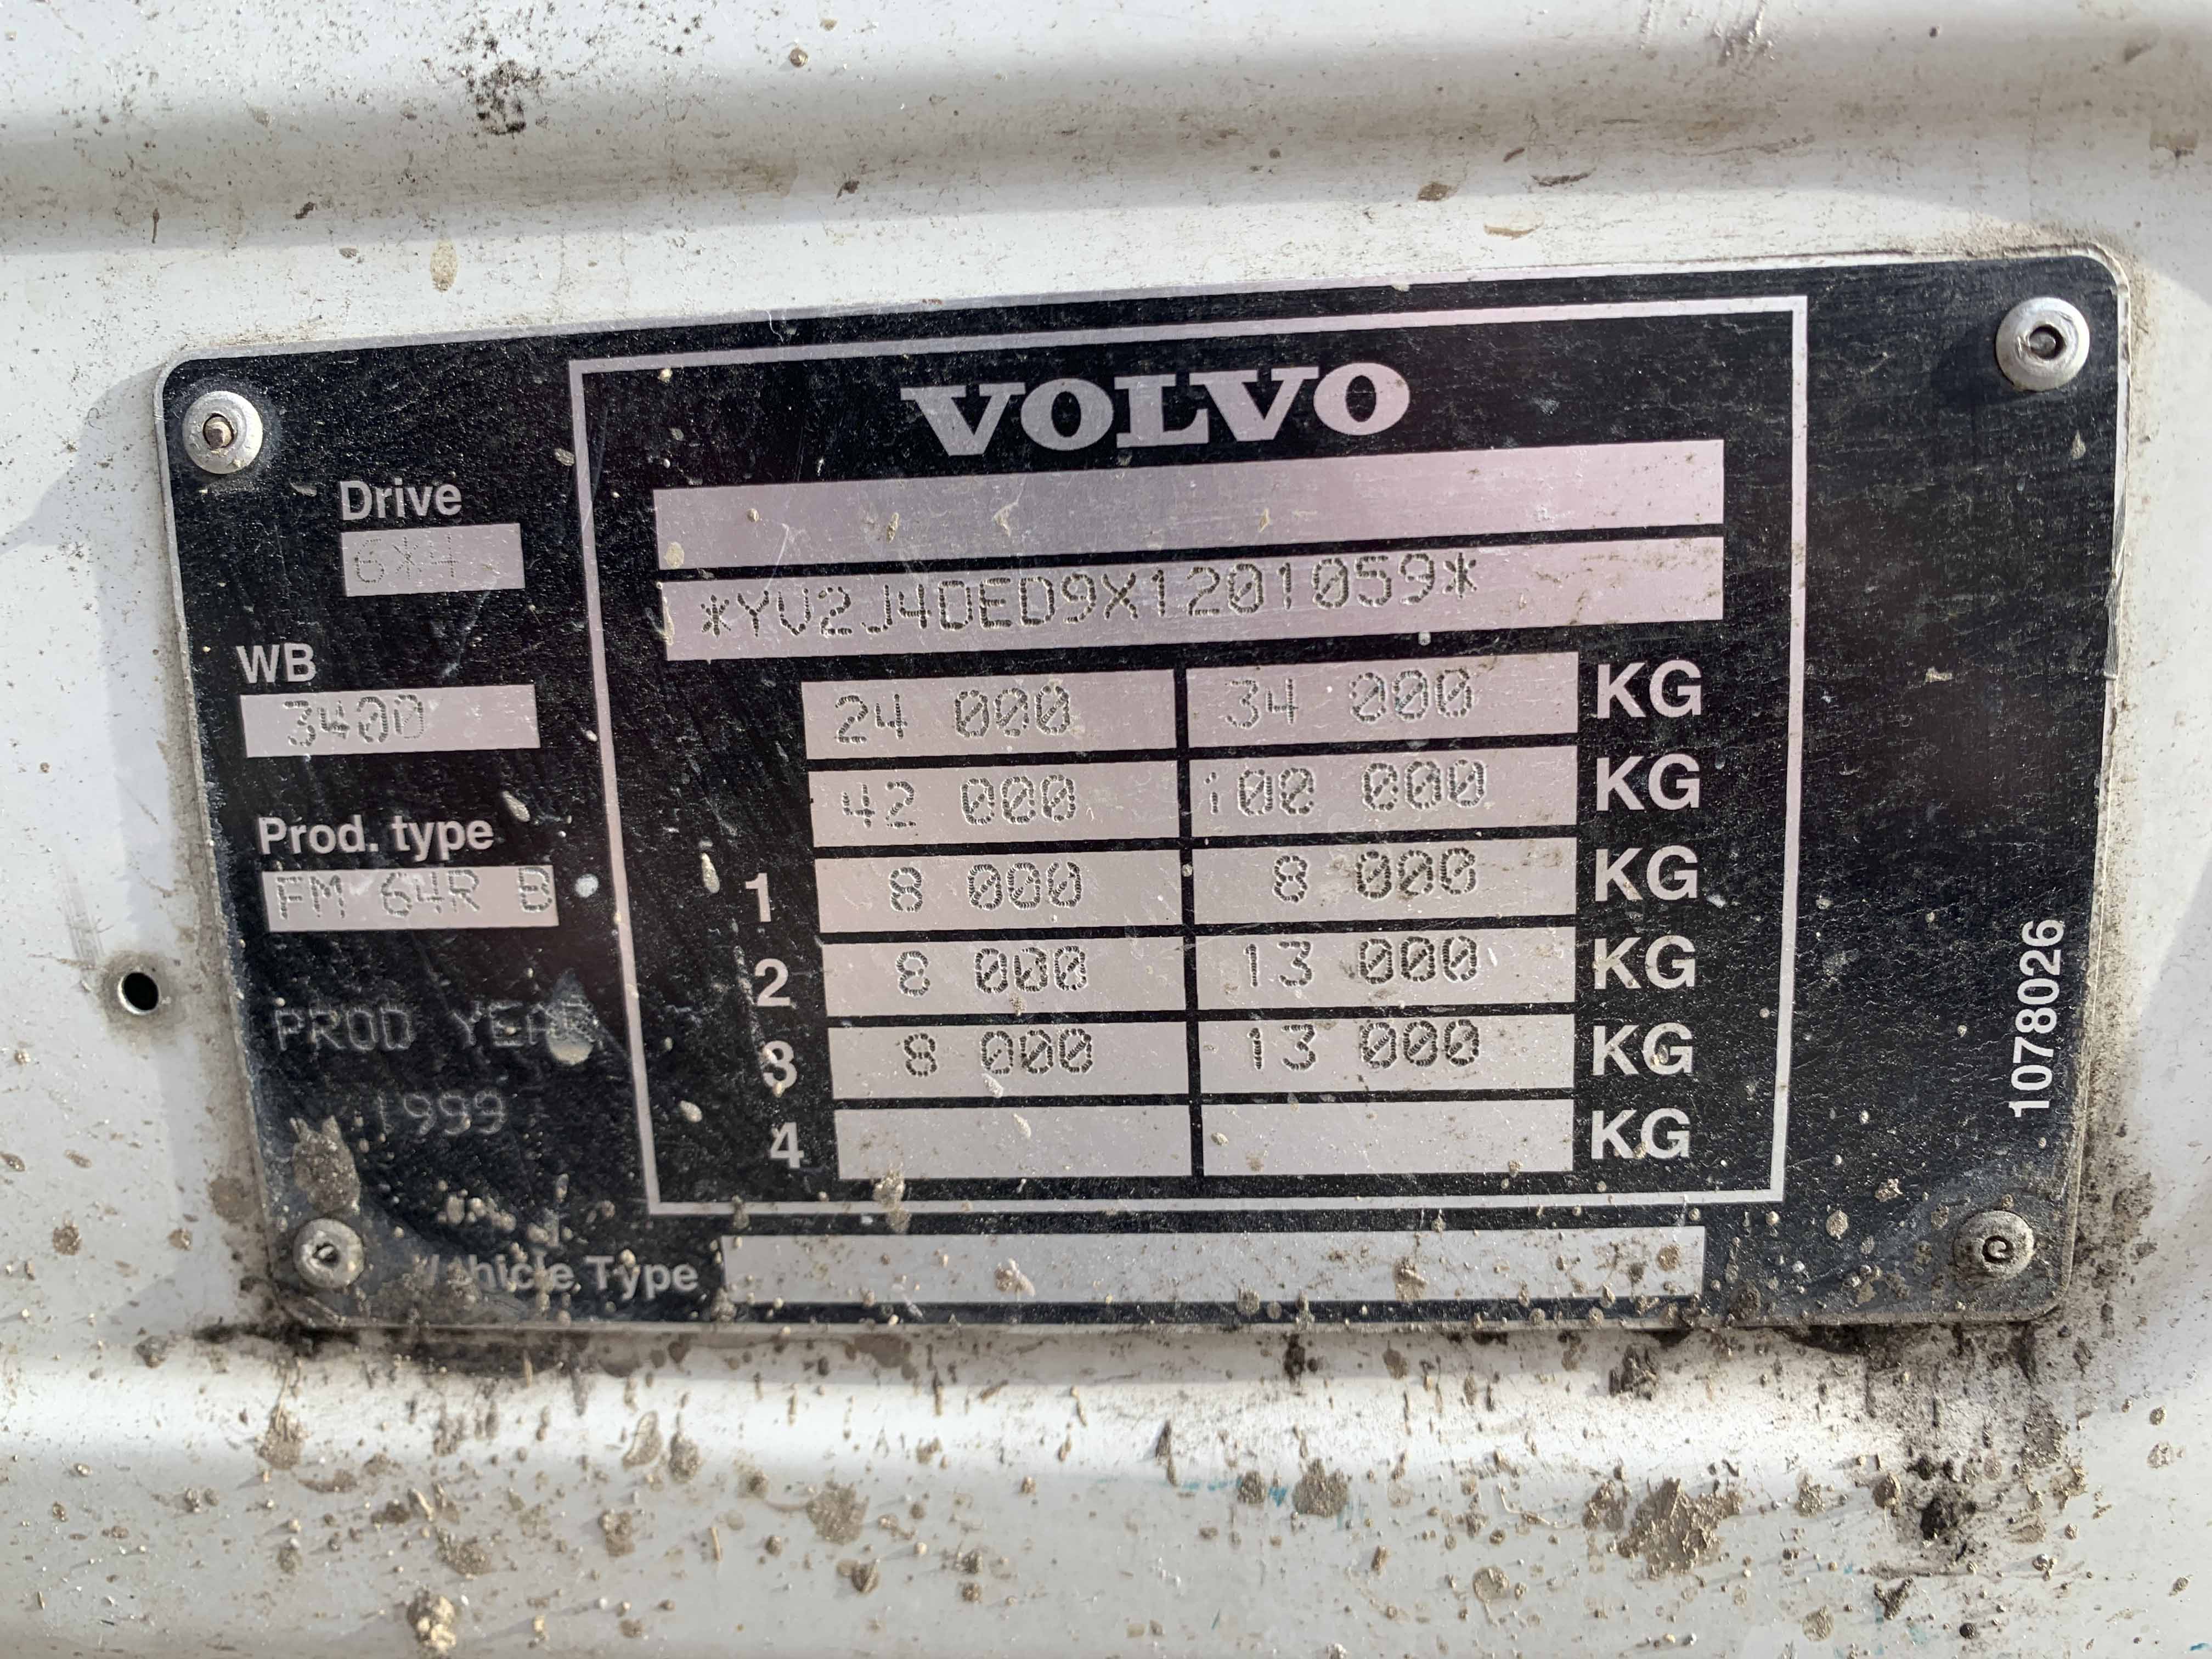 VOLVO
Drive
6*4
*YV2J4DED9X1201059*
WB
3400
24 000 34 000 KG
42 000 100 000 KG
Prod. type
FM 64R B
1 8 000 8 000 KG
2 8 000 13 000 KG
PROD YEAR
1999
3 8 000 13 000 KG
4 KG
Vehicle Type
1078026